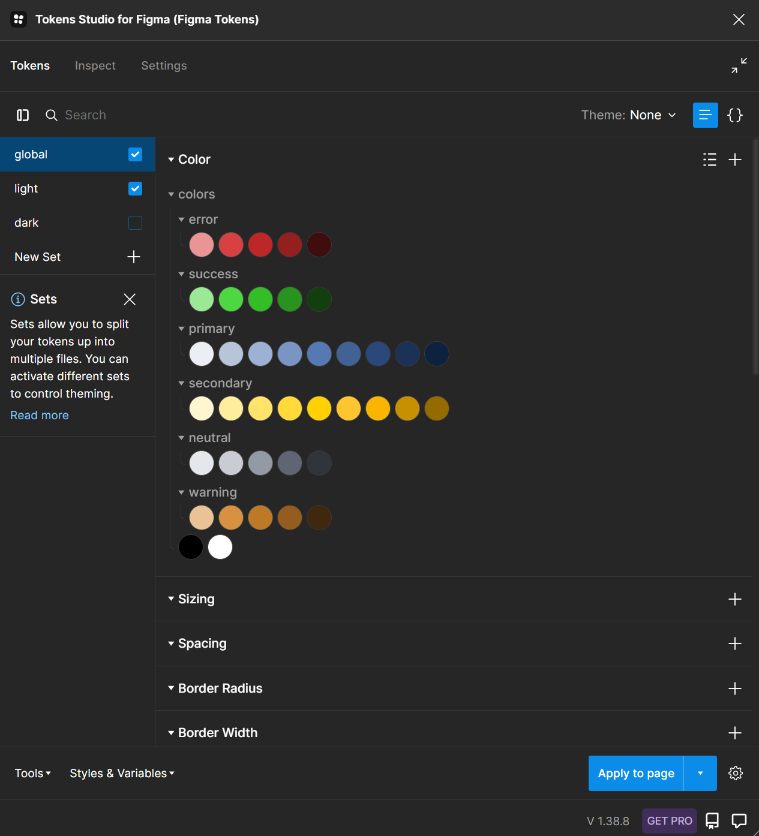 Tokens Studio for Figma (Figma Tokens)
Tokens Inspect Settings
Search
Theme: None
global
light
dark
New Set
Sets
Sets allow you to split
your tokens up into
multiple files. You can
activate different sets
to control theming.
Read more
Color
colors
error
success
primary
secondary
neutral
warning
Sizing
Spacing
Border Radius
Border Width
Tools Styles & Variables
Apply to page
V 1.38.8 GET PRO